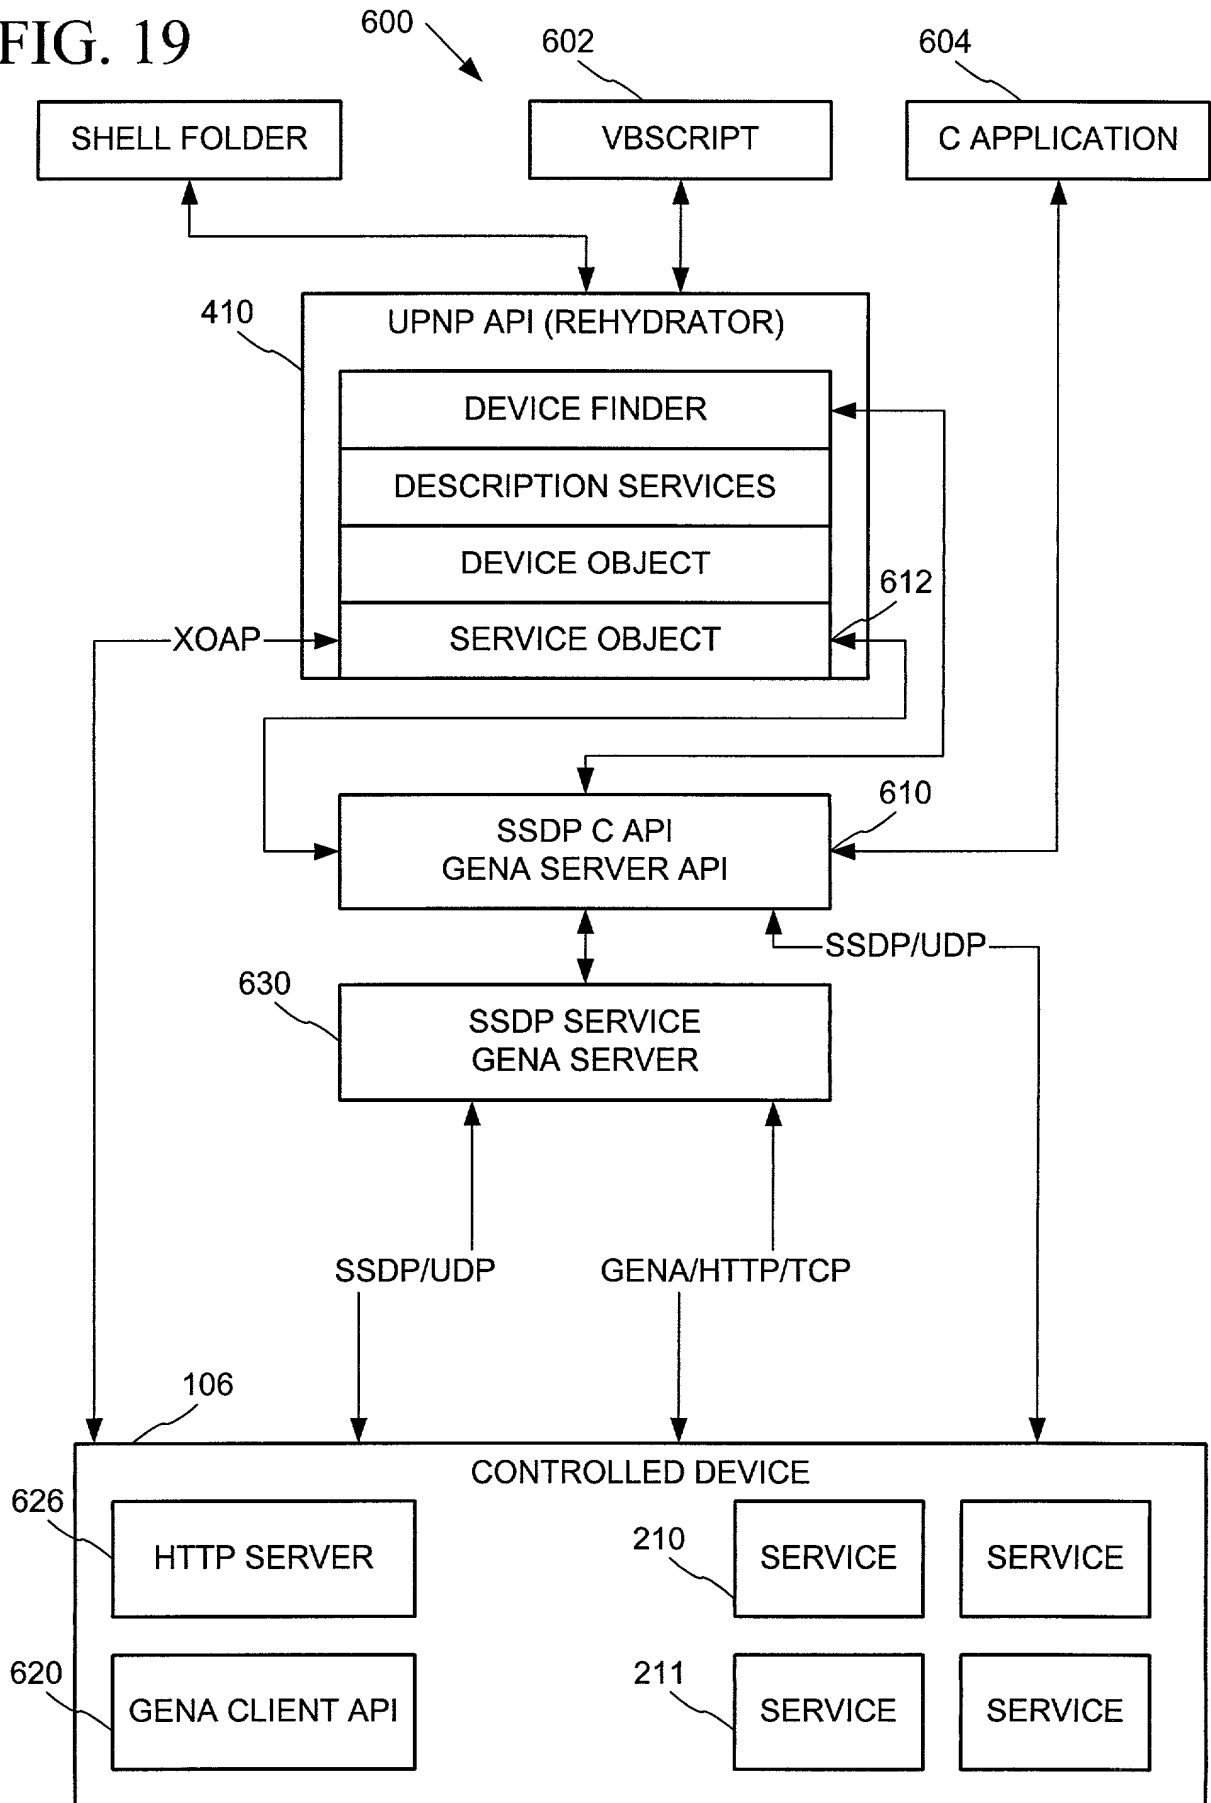 FIG. 19
600
602
604
SHELL FOLDER
VBSCRIPT
C APPLICATION
410
UPNP API (REHYDRATOR)
DEVICE FINDER
DESCRIPTION SERVICES
DEVICE OBJECT
612
XOAP
SERVICE OBJECT
610
SSDP C API
GENA SERVER API
SSDP/UDP
630
SSDP SERVICE
GENA SERVER
SSDP/UDP
GENA/HTTP/TCP
106
CONTROLLED DEVICE
626
HTTP SERVER
210
SERVICE
SERVICE
620
GENA CLIENT API
211
SERVICE
SERVICE